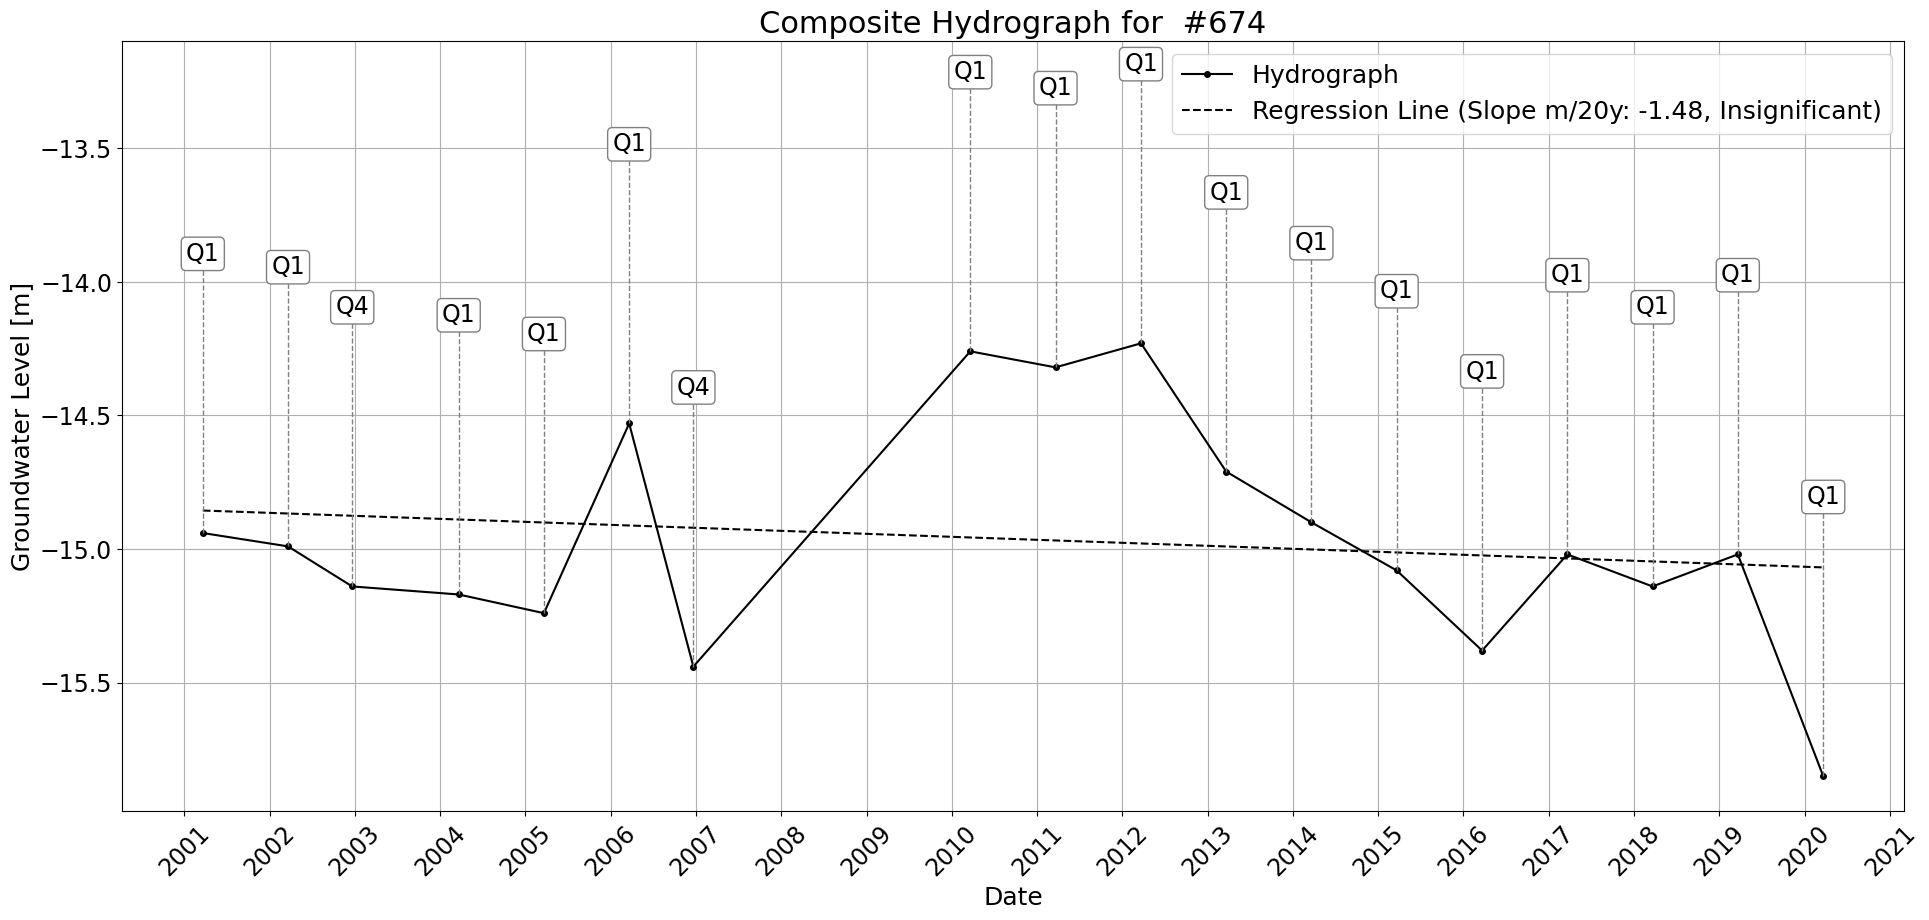 Composite Hydrograph for  #674
Hydrograph
Regression Line (Slope m/20y: -1.48, Insignificant)
Q1
Q1
Q4
Q1
Q1
Q1
Q4
Q1
Q1
Q1
Q1
Q1
Q1
Q1
Q1
Q1
Q1
Q1
Groundwater Level [m]
−13.5
−14.0
−14.5
−15.0
−15.5
2001
2002
2003
2004
2005
2006
2007
2008
2009
2010
2011
2012
2013
2014
2015
2016
2017
2018
2019
2020
2021
Date